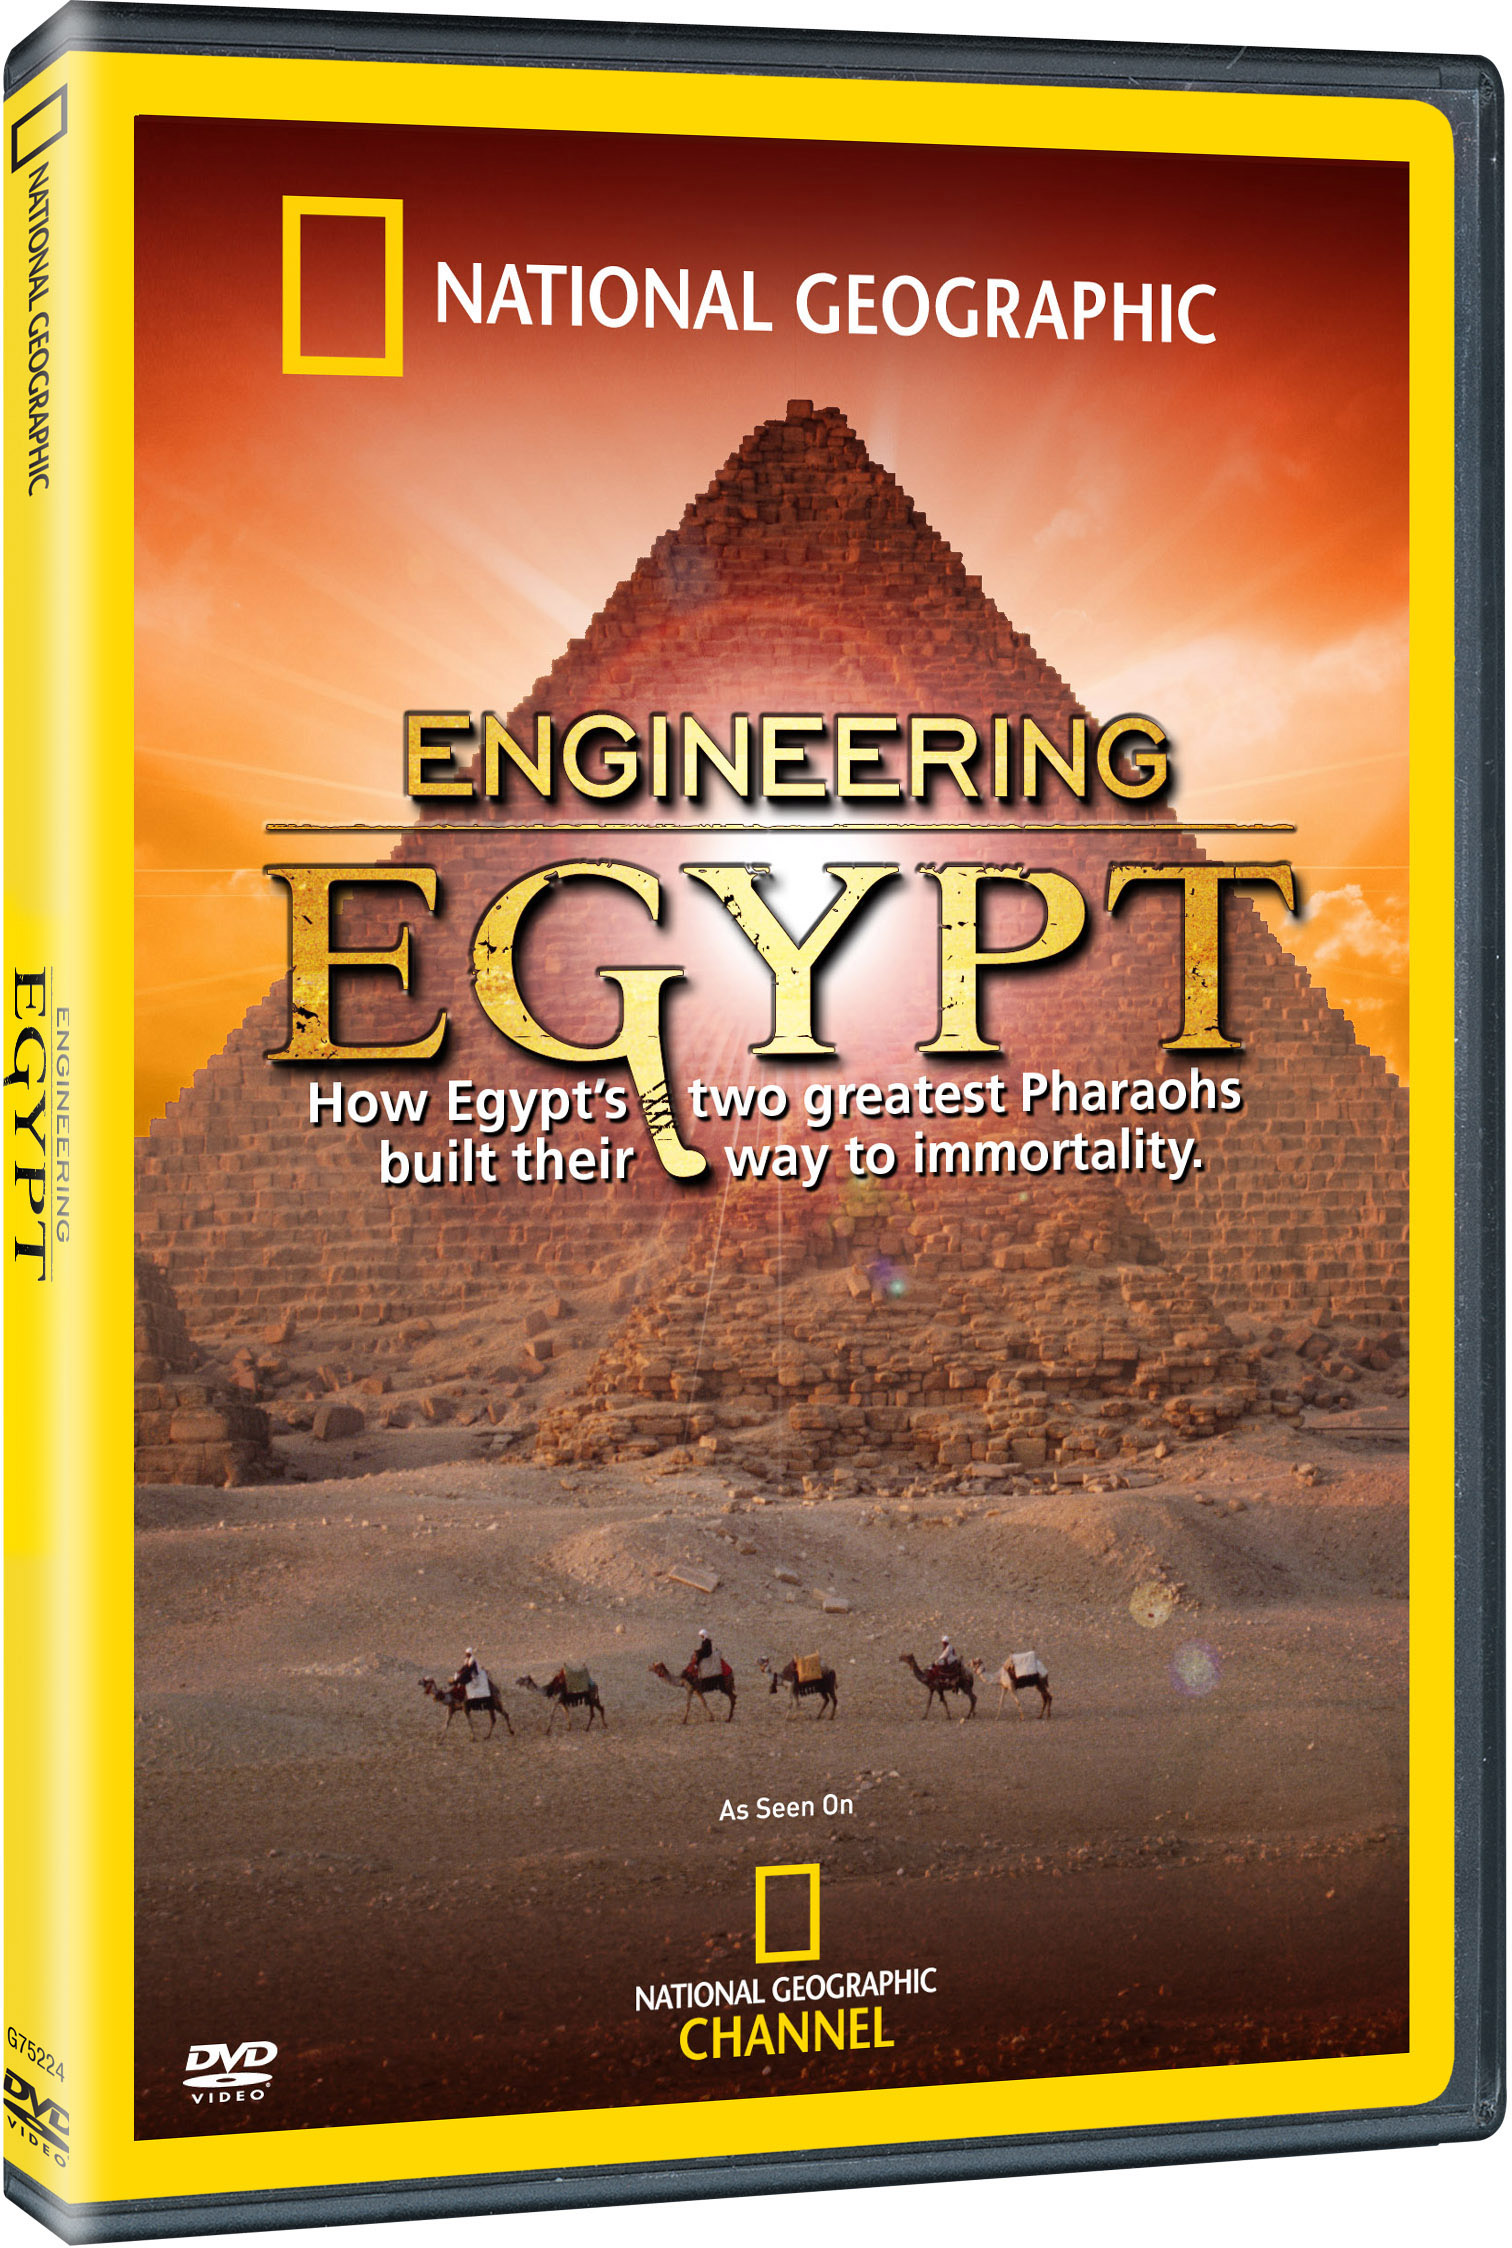 NATIONAL GEOGRAPHIC
ENGINEERING
EGYPT
G75224
DVD
VIDEO
NATIONAL GEOGRAPHIC
ENGINEERING
EGYPT
How Egypt's two greatest Pharaohs
built their way to immortality.
As Seen On
NATIONAL GEOGRAPHIC
CHANNEL
DVD
VIDEO